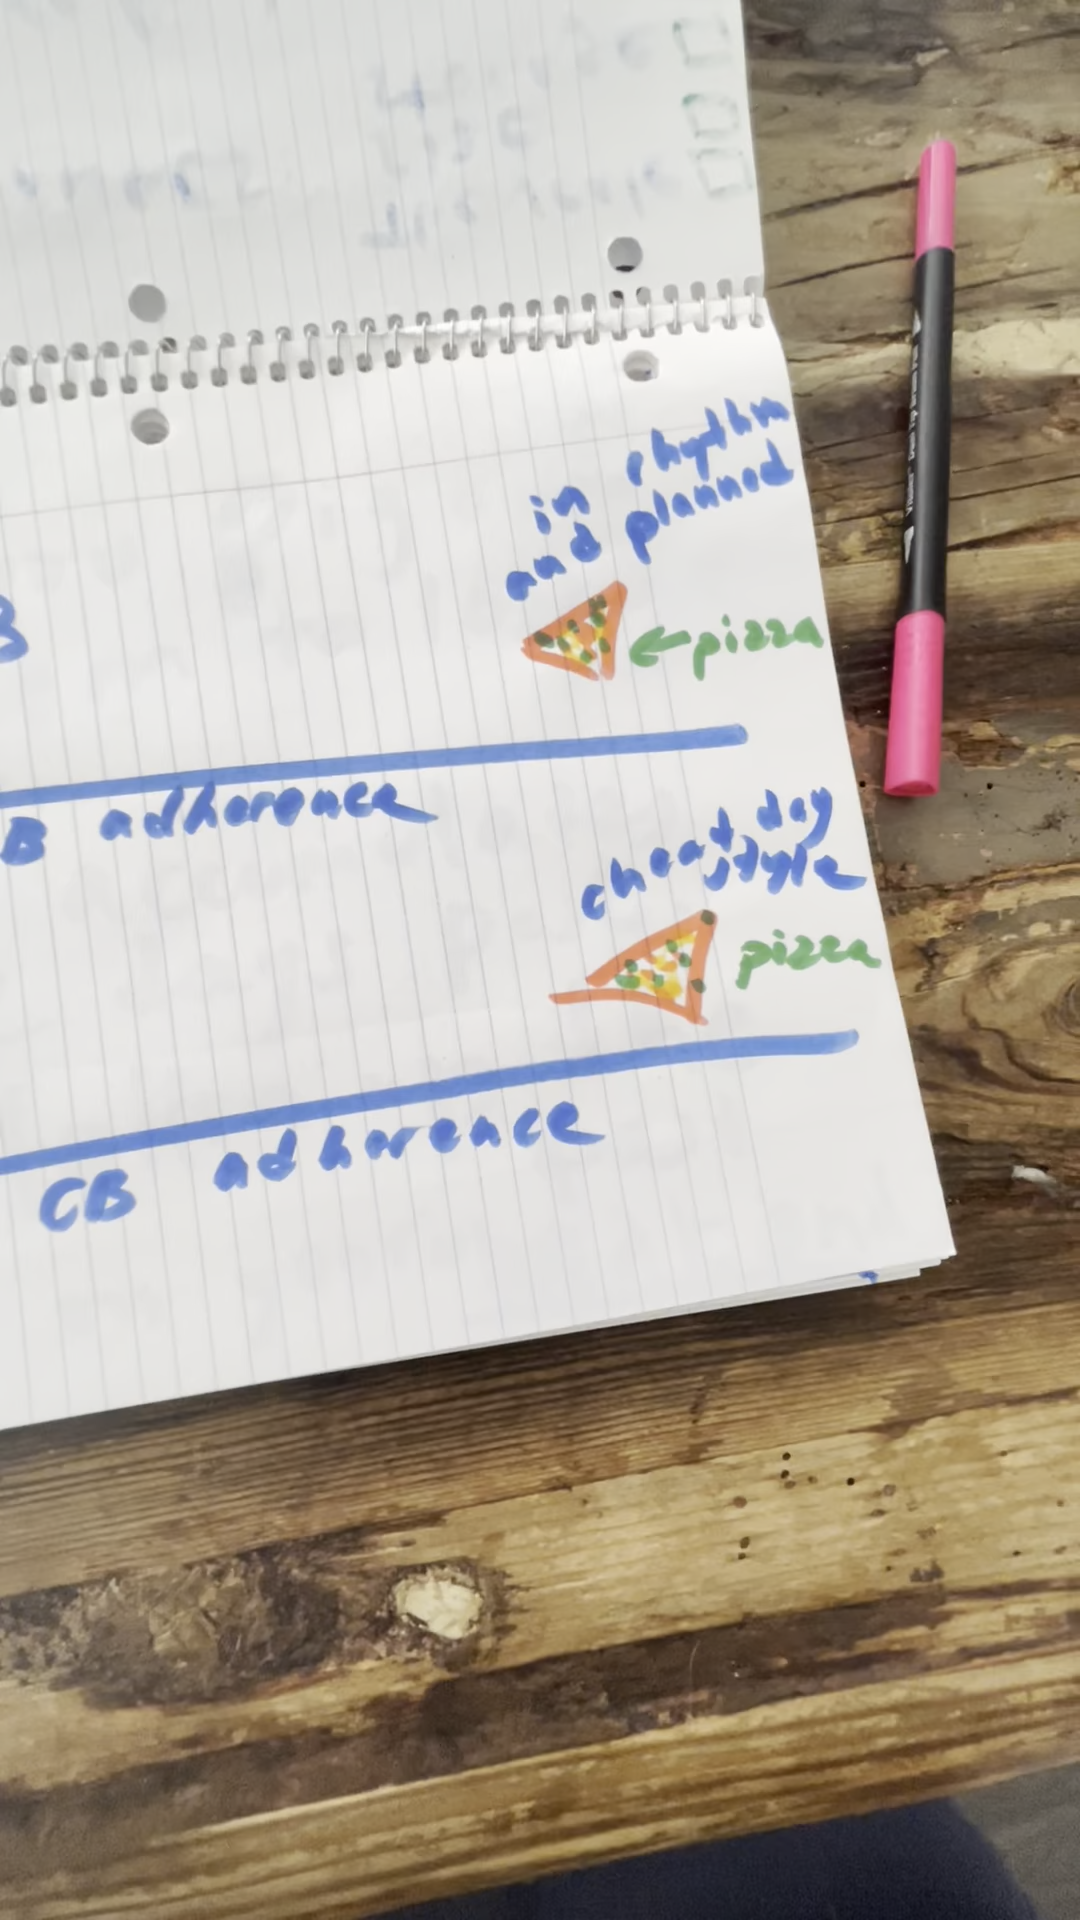 in rhythm
and planned
← pizza
B adherence
cheat day
style
pizza
CB adherence